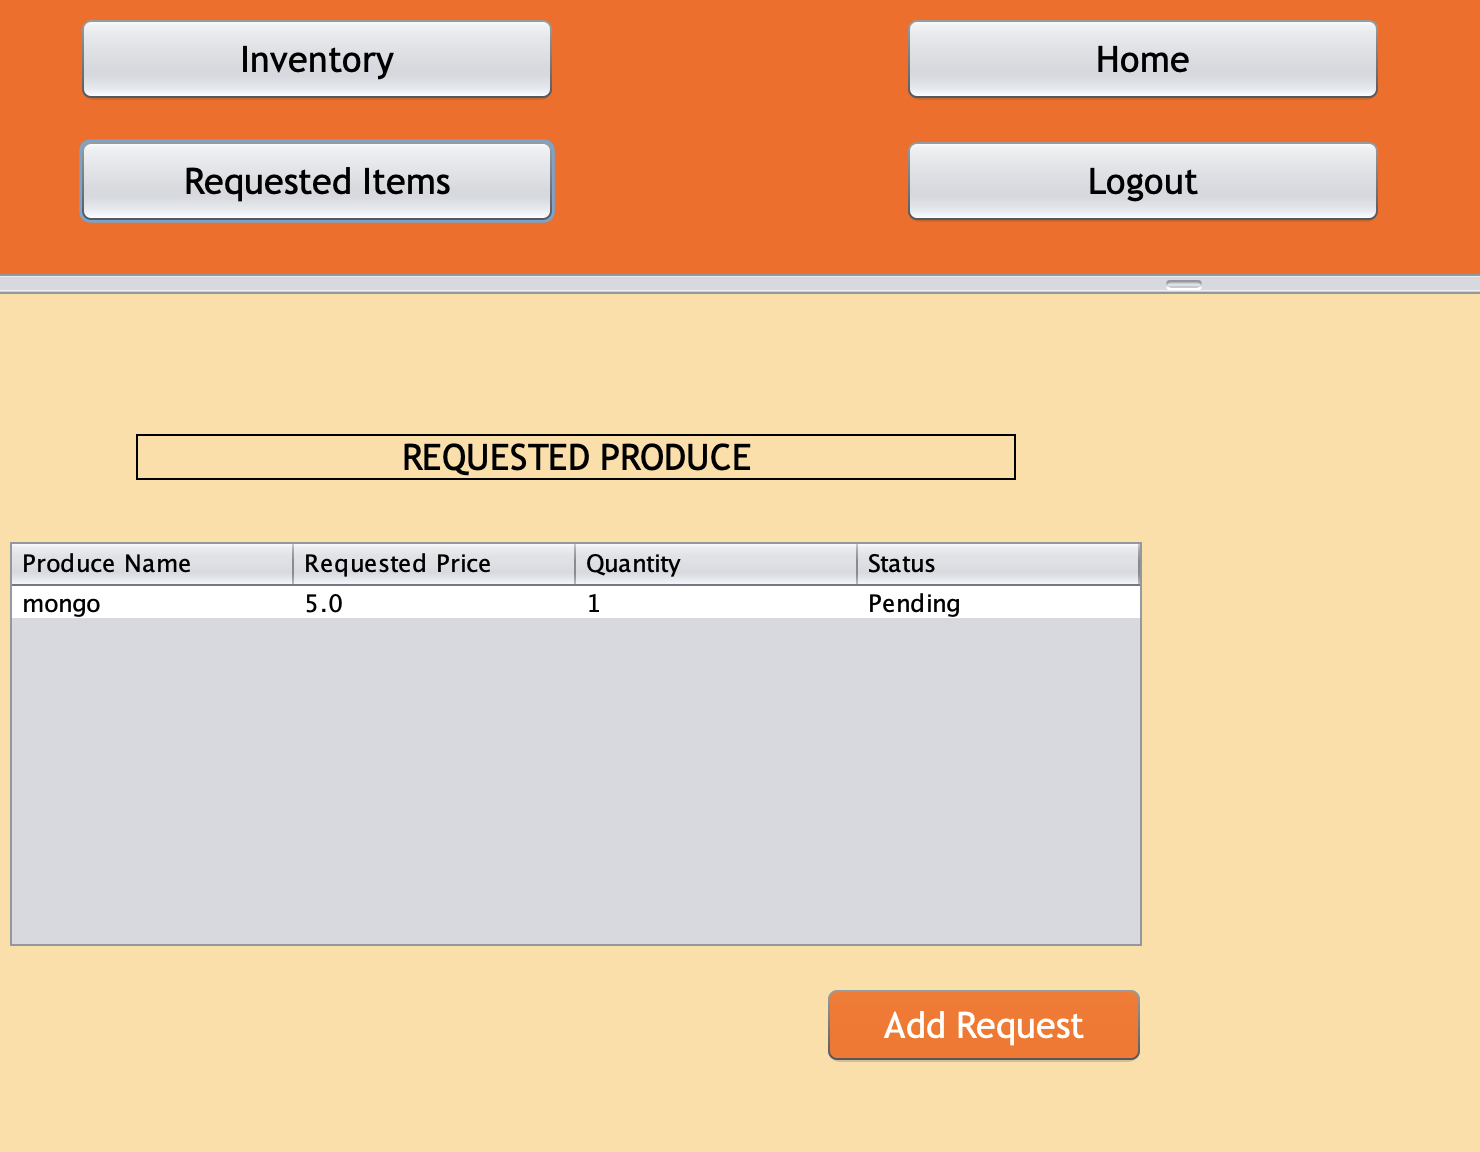 Inventory
Home
Requested Items
Logout
REQUESTED PRODUCE
Produce Name Requested Price Quantity Status
mongo 5.0 1 Pending
Add Request